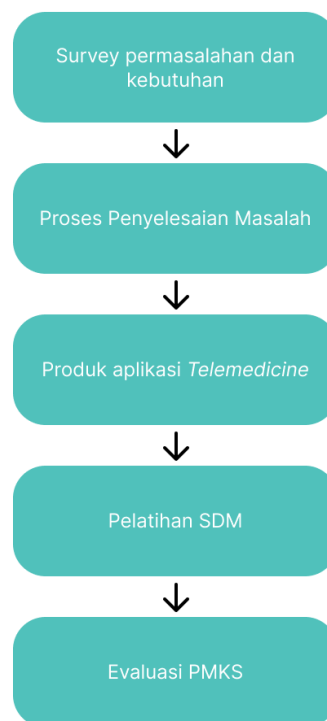 Survey permasalahan dan
kebutuhan
Proses Penyelesaian Masalah
Produk aplikasi Telemedicine
Pelatihan SDM
Evaluasi PMKS